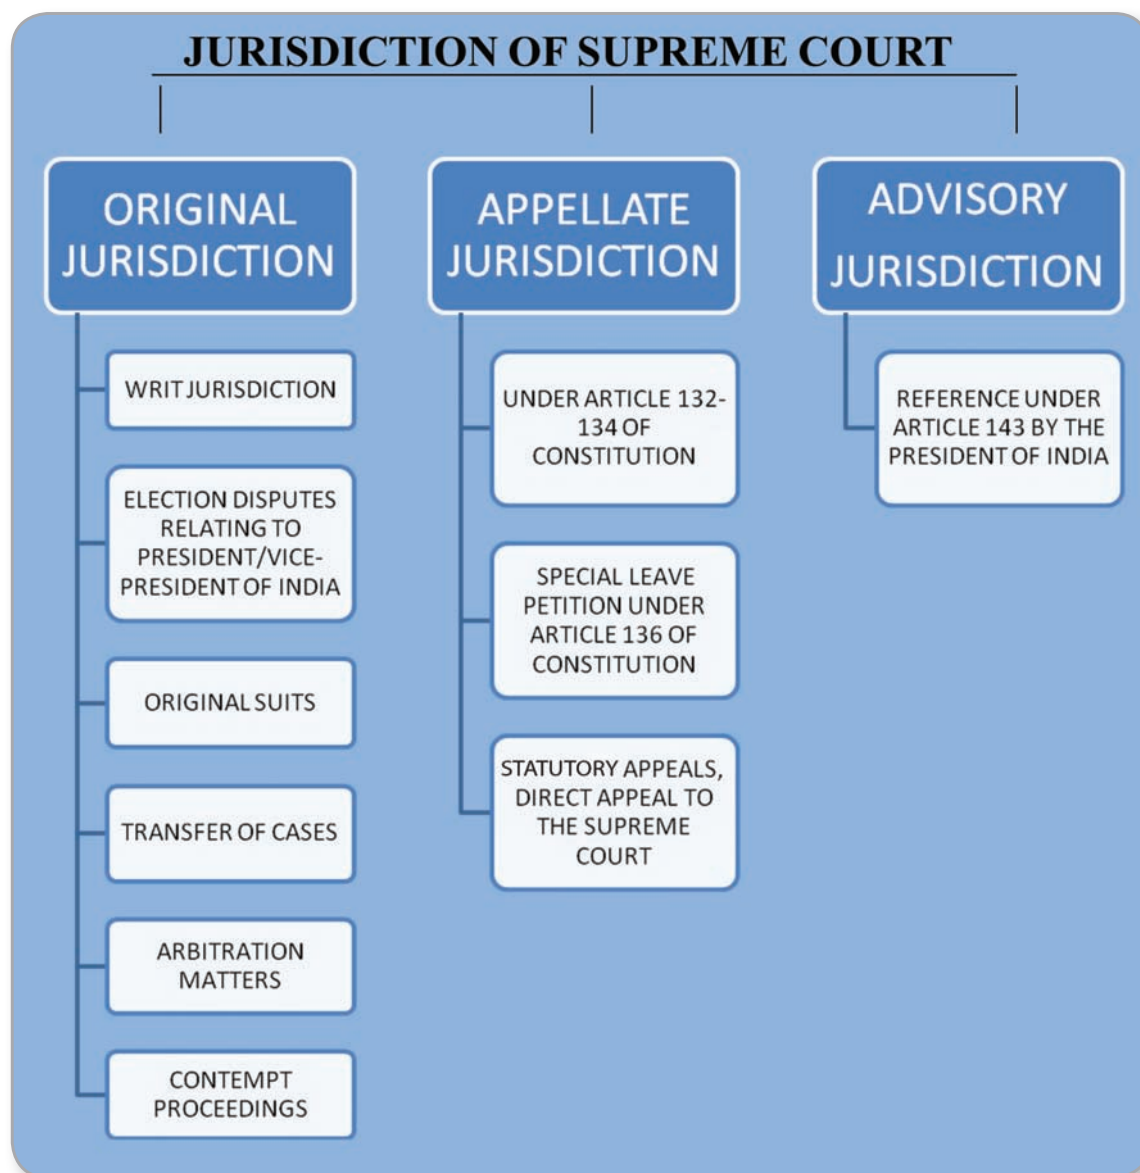 JURISDICTION OF SUPREME COURT
ORIGINAL
JURISDICTION
WRIT JURISDICTION
ELECTION DISPUTES
RELATING TO
PRESIDENT/VICE-
PRESIDENT OF INDIA
ORIGINAL SUITS
TRANSFER OF CASES
ARBITRATION
MATTERS
CONTEMPT
PROCEEDINGS
APPELLATE
JURISDICTION
UNDER ARTICLE 132-
134 OF
CONSTITUTION
SPECIAL LEAVE
PETITION UNDER
ARTICLE 136 OF
CONSTITUTION
STATUTORY APPEALS,
DIRECT APPEAL TO
THE SUPREME
COURT
ADVISORY
JURISDICTION
REFERENCE UNDER
ARTICLE 143 BY THE
PRESIDENT OF INDIA